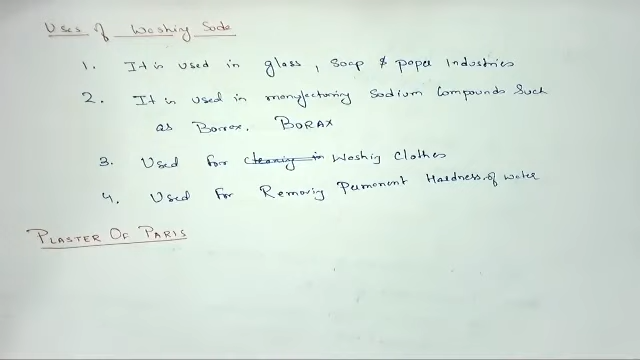 Uses of Washing Soda
1. It is used in glass, Soap & paper Industries
2. It is used in manufacturing Sodium Compounds Such
as Borax. BORAX
3. Used for cleaning in Washing Clothes
4. Used for Removing Permanent Hardness of Water
PLASTER OF PARIS